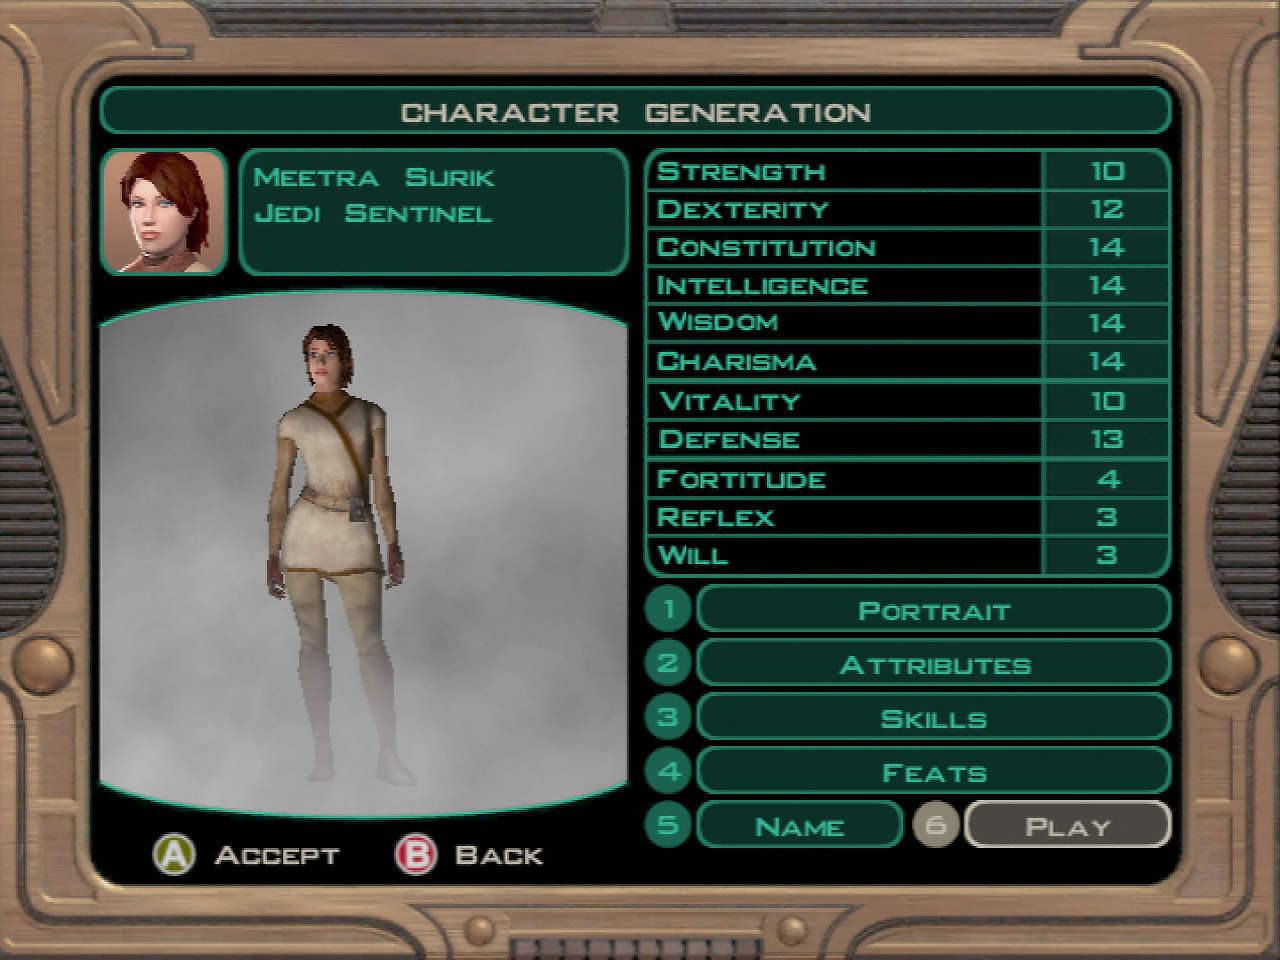 Character Generation
Meetra Surik
Jedi Sentinel
Strength 10
Dexterity 12
Constitution 14
Intelligence 14
Wisdom 14
Charisma 14
Vitality 10
Defense 13
Fortitude 4
Reflex 3
Will 3
1 Portrait
2 Attributes
3 Skills
4 Feats
5 Name 6 Play
A Accept B Back